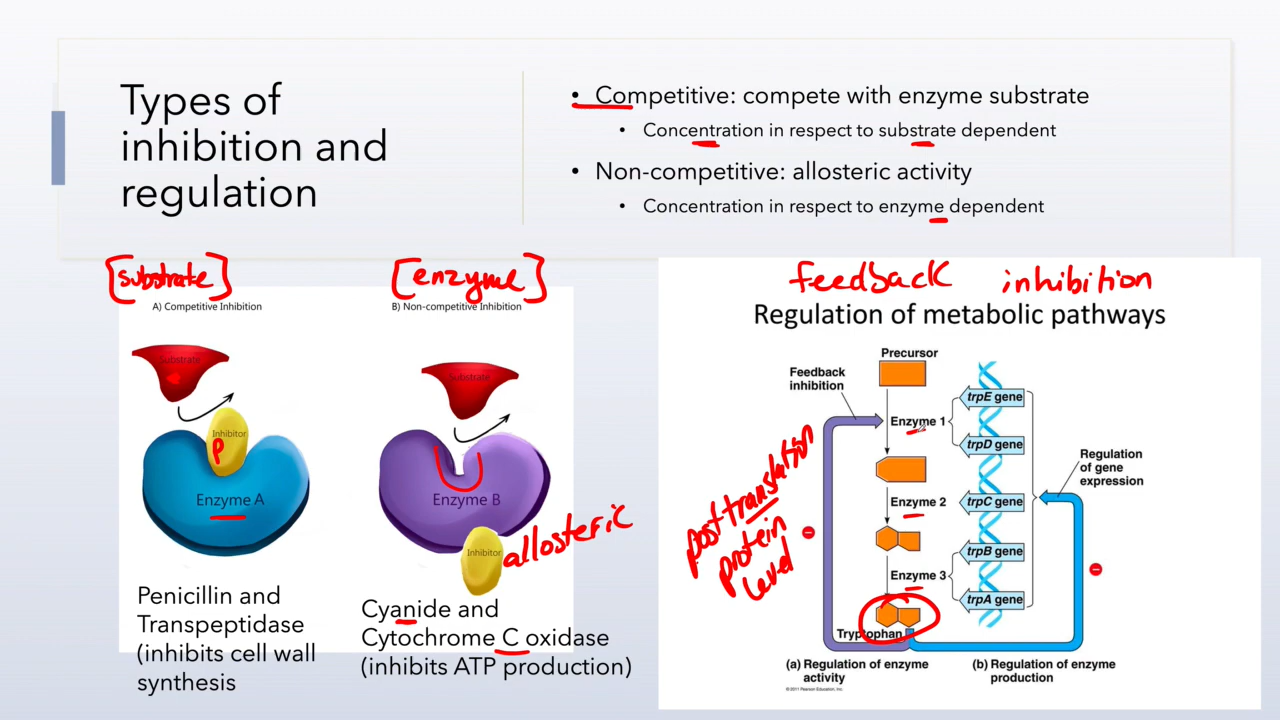 Types of
inhibition and
regulation
• Competitive: compete with enzyme substrate
• Concentration in respect to substrate dependent
• Non-competitive: allosteric activity
• Concentration in respect to enzyme dependent
[substrate]
A) Competitive Inhibition
Substrate
Inhibitor
P
Enzyme A
Penicillin and
Transpeptidase
(inhibits cell wall
synthesis
[enzyme]
B) Non-competitive Inhibition
Substrate
Enzyme B
Inhibitor
allosteric
Cyanide and
Cytochrome C oxidase
(inhibits ATP production)
feedback inhibition
Regulation of metabolic pathways
Precursor
Feedback
inhibition
Enzyme 1
Enzyme 2
Enzyme 3
Tryptophan
post translation
protein
level
trpE gene
trpD gene
trpC gene
trpB gene
trpA gene
Regulation
of gene
expression
(a) Regulation of enzyme
activity
(b) Regulation of enzyme
production
© 2011 Pearson Education, Inc.